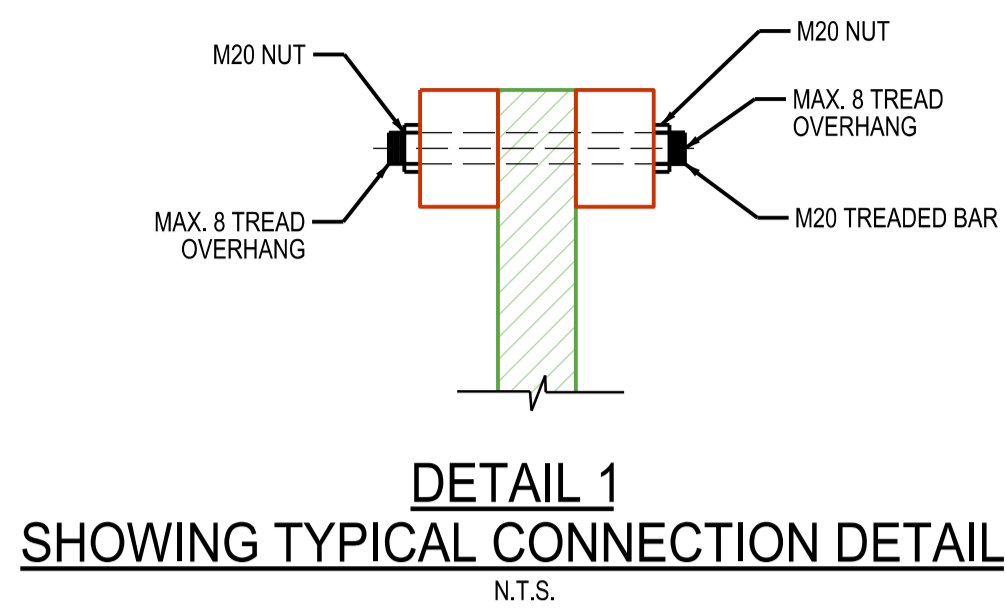 M20 NUT
MAX. 8 TREAD
OVERHANG
M20 NUT
MAX. 8 TREAD
OVERHANG
M20 TREADED BAR
DETAIL 1
SHOWING TYPICAL CONNECTION DETAIL
N.T.S.